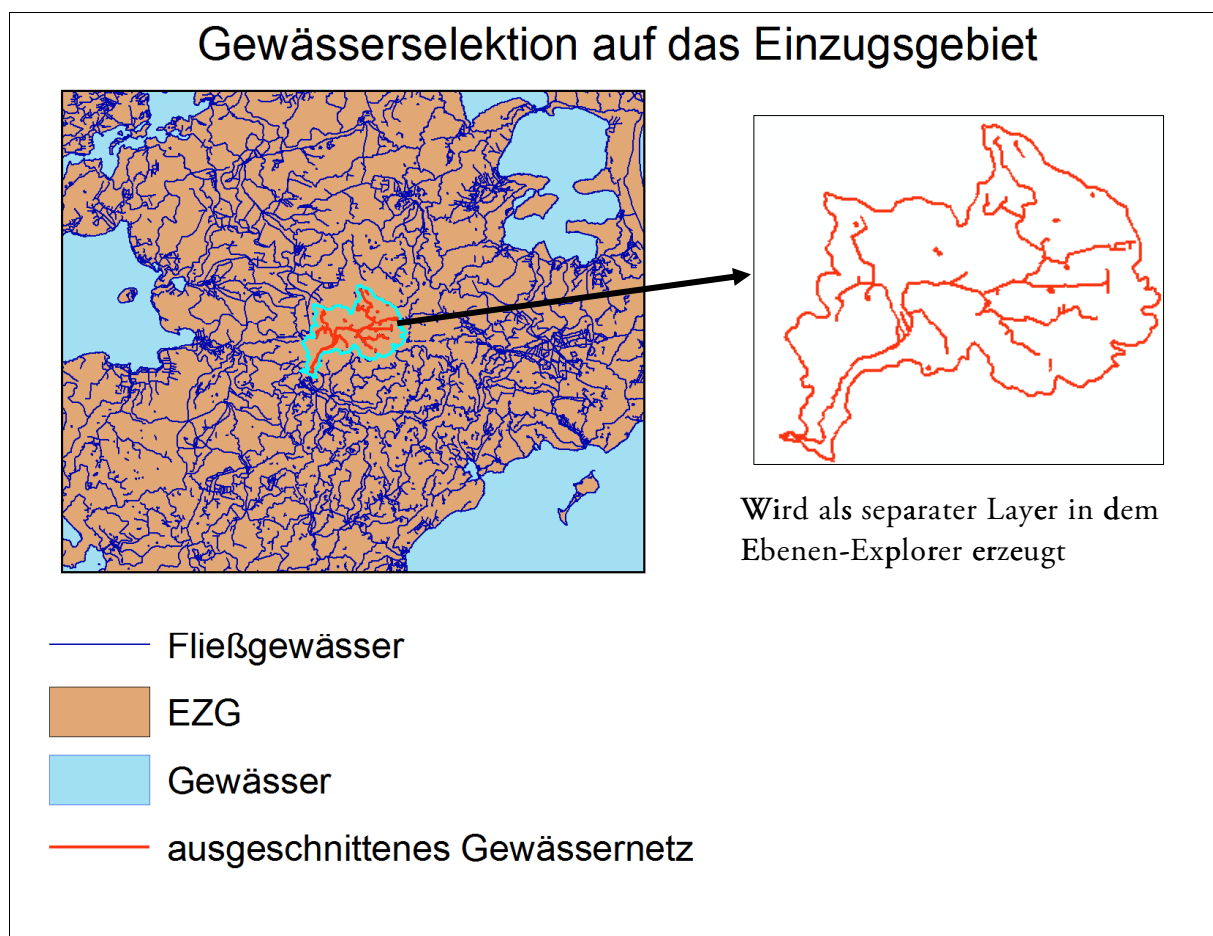 Gewässerselektion auf das Einzugsgebiet
Wird als separater Layer in dem
Ebenen-Explorer erzeugt
Fließgewässer
EZG
Gewässer
ausgeschnittenes Gewässernetz